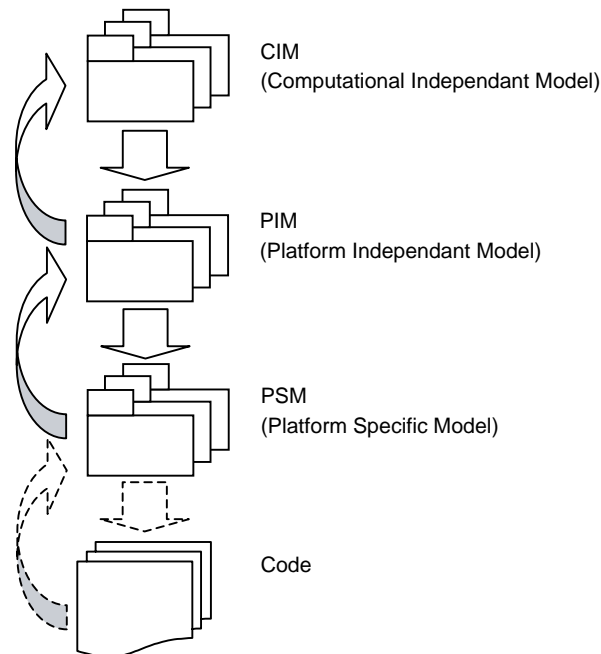 CIM
(Computational Independant Model)
PIM
(Platform Independant Model)
PSM
(Platform Specific Model)
Code